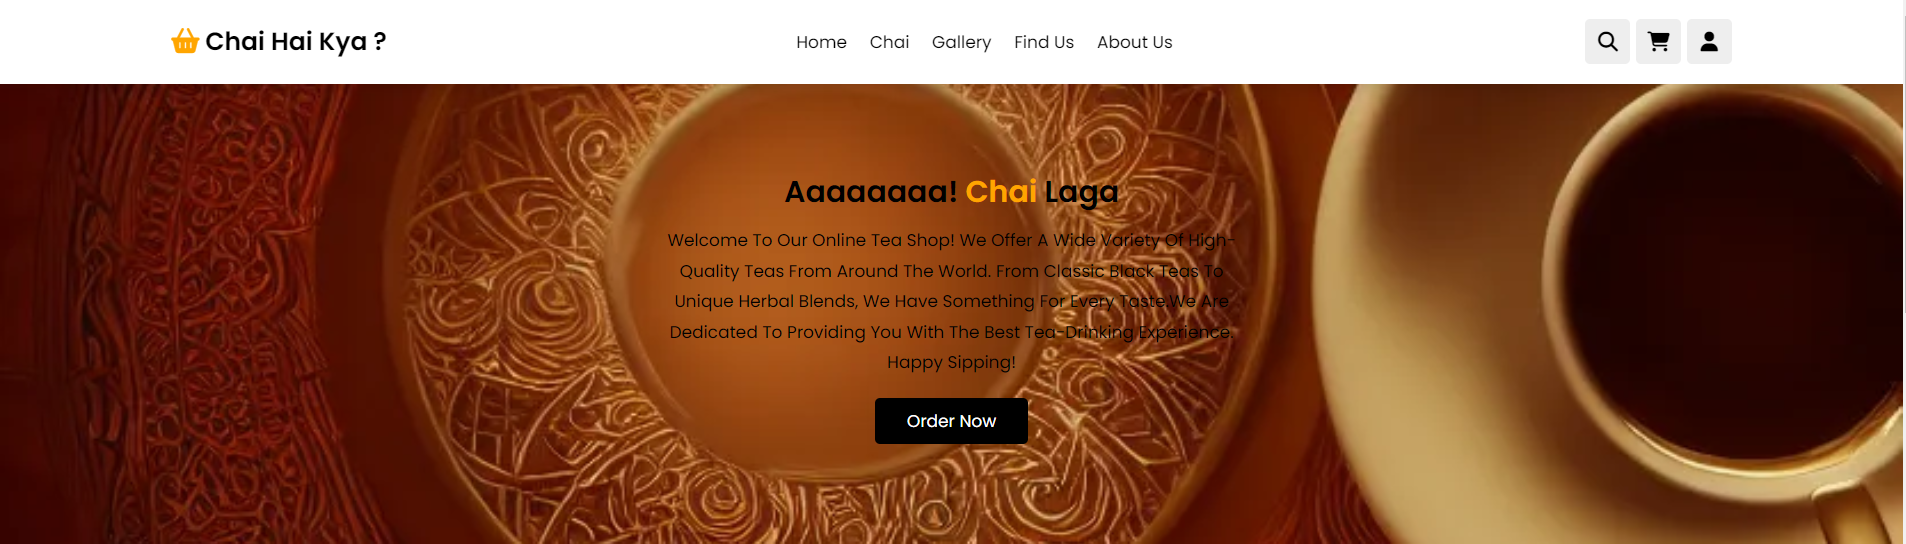 Chai Hai Kya ?
Home Chai Gallery Find Us About Us
Aaaaaaaa! Chai Laga
Welcome To Our Online Tea Shop! We Offer A Wide Variety Of High-
Quality Teas From Around The World. From Classic Black Teas To
Unique Herbal Blends, We Have Something For Every Taste.We Are
Dedicated To Providing You With The Best Tea-Drinking Experience.
Happy Sipping!
Order Now